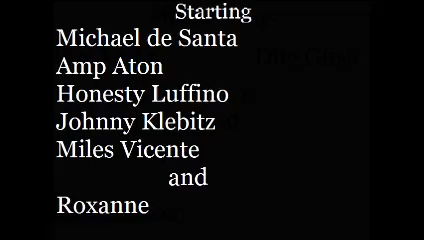 Starting
Michael de Santa
Amp Aton
Honesty Luffino
Johnny Klebitz
Miles Vicente
and
Roxanne